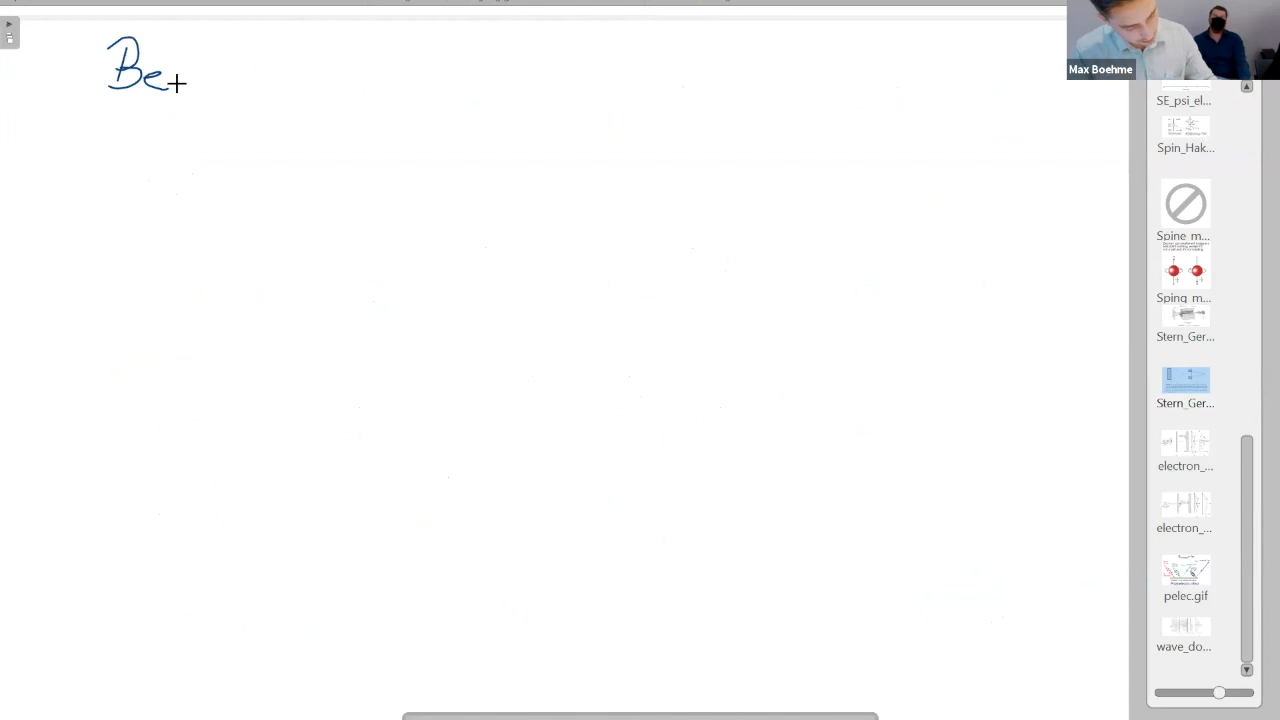 Be
Max Boehme
SE_psi_el...
Spin_Hak...
Spine_m...
Sping_m...
Stern_Ger...
Stern_Ger...
electron_...
electron_...
pelec.gif
wave_do...